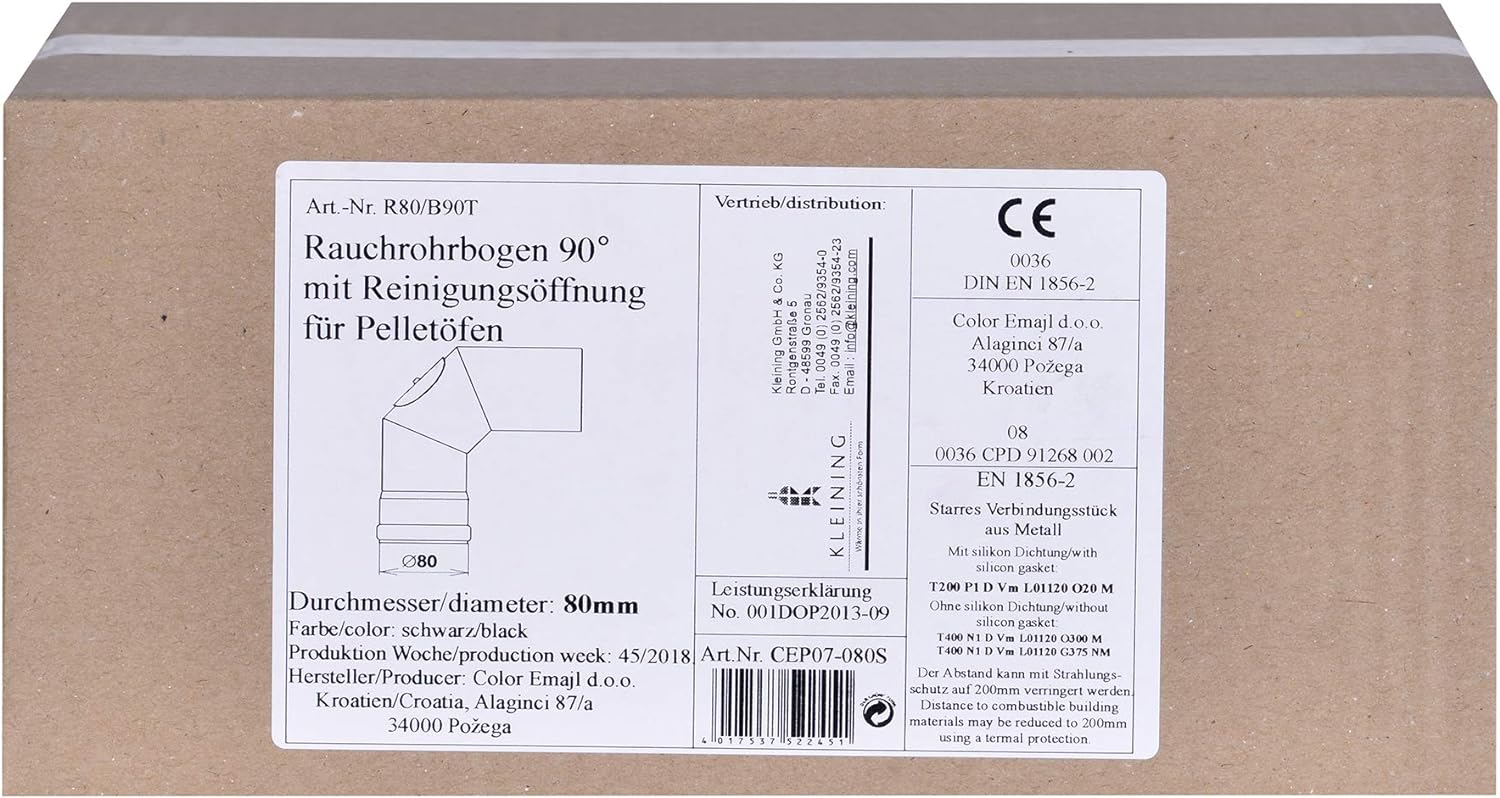 Art.-Nr. R80/B90T
Rauchrohrbogen 90°
mit Reinigungsöffnung
für Pelletöfen
Ø80
Durchmesser/diameter: 80mm
Farbe/color: schwarz/black
Produktion Woche/production week: 45/2018
Hersteller/Producer: Color Emajl d.o.o.
Kroatien/Croatia, Alaginci 87/a
34000 Požega
Vertrieb/distribution:
Kleining GmbH & Co. KG
Rontgenstraße 5
D - 48599 Gronau
Tel. 0049 (0) 2562/9354-0
Fax. 0049 (0) 2562/9354-23
Email : info@kleining.com
KLEINING
Wärme in ihrer schönsten Form
Leistungserklärung
No. 001DOP2013-09
Art.Nr. CEP07-080S
4 017537 522451
CE
0036
DIN EN 1856-2
Color Emajl d.o.o.
Alaginci 87/a
34000 Požega
Kroatien
08
0036 CPD 91268 002
EN 1856-2
Starres Verbindungsstück
aus Metall
Mit silikon Dichtung/with
silicon gasket:
T200 P1 D Vm L01120 O20 M
Ohne silikon Dichtung/without
silicon gasket:
T400 N1 D Vm L01120 O300 M
T400 N1 D Vm L01120 G375 NM
Der Abstand kann mit Strahlungs-
schutz auf 200mm verringert werden.
Distance to combustible building
materials may be reduced to 200mm
using a termal protection.